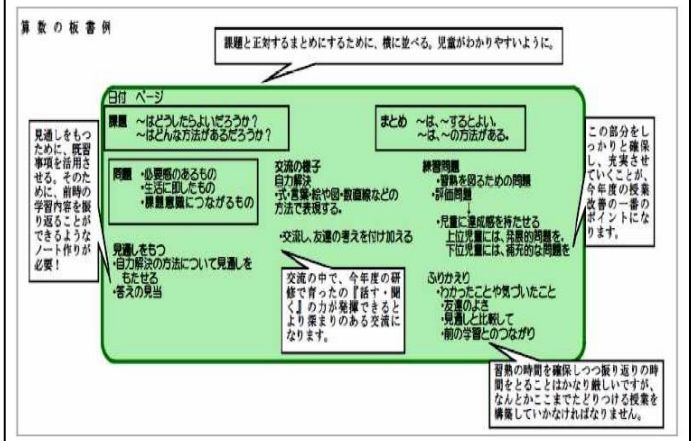 算数の板書例
課題と正対するまとめにするために、横に並べる。児童がわかりやすいように。
日付 ページ
課題 ～はどうしたらよいだろうか？
～はどんな方法があるだろうか？
まとめ ～は、～するとよい。
～は、～の方法がある。
見通しをもつ
ために、既習
事項を活用さ
せる。そのた
めに、前時の
学習内容を振
り返ることが
できるような
ノート作りが
必要！
問題 ・必要感のあるもの
・生活に即したもの
・課題意識につながるもの
見通しをもつ
・自力解決の方法について見通しを
もたせる
・答えの見当
交流の様子
自力解決
・式・言葉・絵や図・数直線などの
方法で表現する。
・交流し、友達の考えを付け加える
交流の中で、今年度の研
修で育った『話す・聞
く』の力が発揮できると
より深まりのある交流に
なります。
練習問題
・習熟を図るための問題
・評価問題
↓
・児童に達成感を持たせる
上位児童には、発展的問題を、
下位児童には、補充的な問題を
ふりかえり
・わかったことや気づいたこと
・友達のよさ
・見通しと比較して
・前の学習とのつながり
この部分をし
っかりと確保
し、充実させ
ていくことが、
今年度の授業
改善の一番の
ポイントにな
ります。
習熟の時間を確保しつつ振り返りの時
間をとることはかなり厳しいですが、
なんとかここまでたどりつける授業を
構築していかなければなりません。